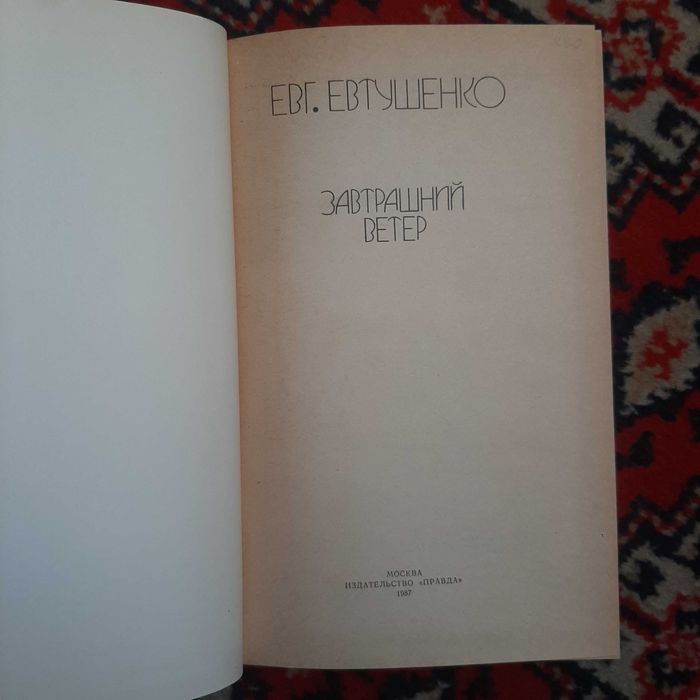 ЕВГ. ЕВТУШЕНКО
ЗАВТРАШНИЙ
ВЕТЕР
МОСКВА
ИЗДАТЕЛЬСТВО «ПРАВДА»
1987